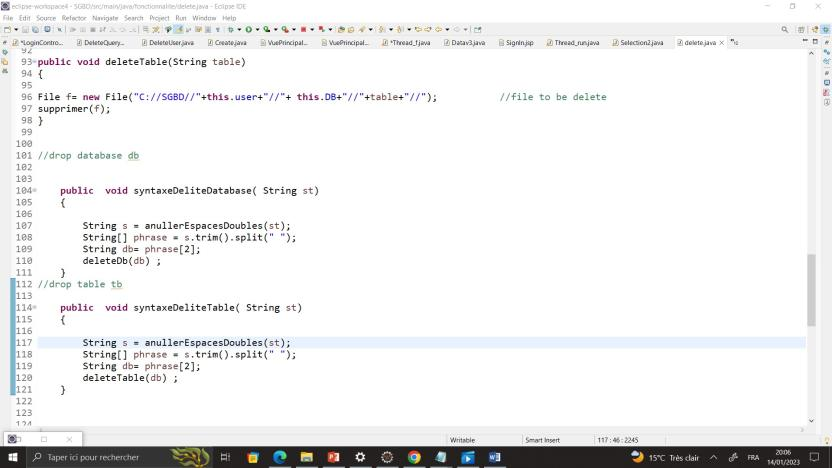 eclipse-workspace4 - SGBD/src/main/java/fonctionnalite/delete.java - Eclipse IDE
File Edit Source Refactor Navigate Search Project Run Window Help
*LoginContro... DeleteQuery... DeleteUser.java Create.java VuePrincipal... VuePrincipal... *Thread_f.java Datav3.java SignIn.jsp Thread_run.java Selection2.java delete.java
92
93 public void deleteTable(String table)
94 {
95
96 File f= new File("C://SGBD//"+this.user+"//"+ this.DB+"//"+table+"//"); //file to be delete
97 supprimer(f);
98 }
99
100
101 //drop database db
102
103
104 public void syntaxeDeliteDatabase( String st)
105 {
106
107 String s = anullerEspacesDoubles(st);
108 String[] phrase = s.trim().split(" ");
109 String db= phrase[2];
110 deleteDb(db) ;
111 }
112 //drop table tb
113
114 public void syntaxeDeliteTable( String st)
115 {
116
117 String s = anullerEspacesDoubles(st);
118 String[] phrase = s.trim().split(" ");
119 String db= phrase[2];
120 deleteTable(db) ;
121 }
122
123
124
Writable Smart Insert 117 : 46 : 2245
Taper ici pour rechercher 15°C Très clair FRA 20:06
14/01/2023